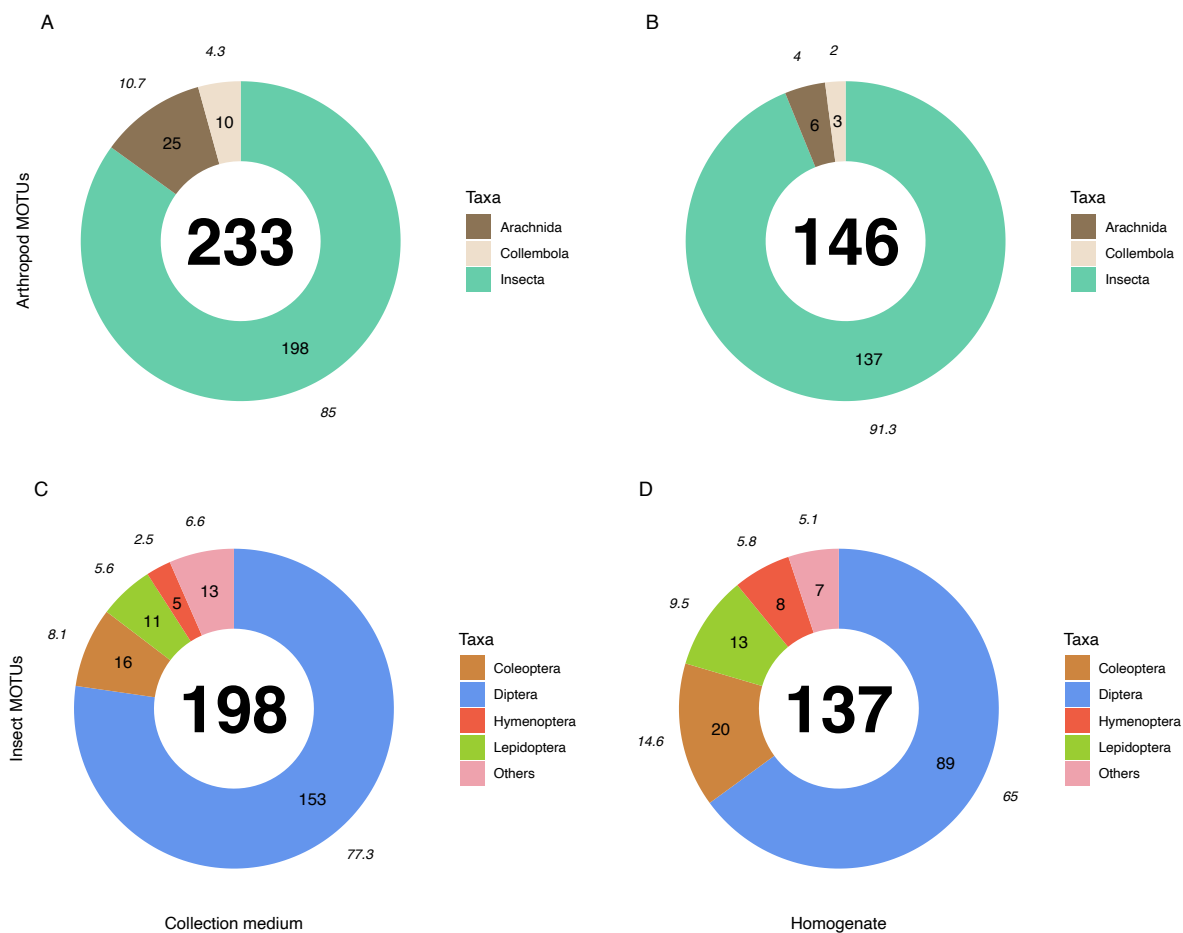 A
B
4.3
10.7
10
25
233
198
85
Arthropod MOTUs
Taxa
Arachnida
Collembola
Insecta
4
2
6
3
146
137
91.3
Taxa
Arachnida
Collembola
Insecta
C
D
6.6
2.5
5.6
8.1
13
5
11
16
198
153
77.3
Insect MOTUs
Taxa
Coleoptera
Diptera
Hymenoptera
Lepidoptera
Others
5.1
5.8
9.5
14.6
7
8
13
20
137
89
65
Taxa
Coleoptera
Diptera
Hymenoptera
Lepidoptera
Others
Collection medium
Homogenate